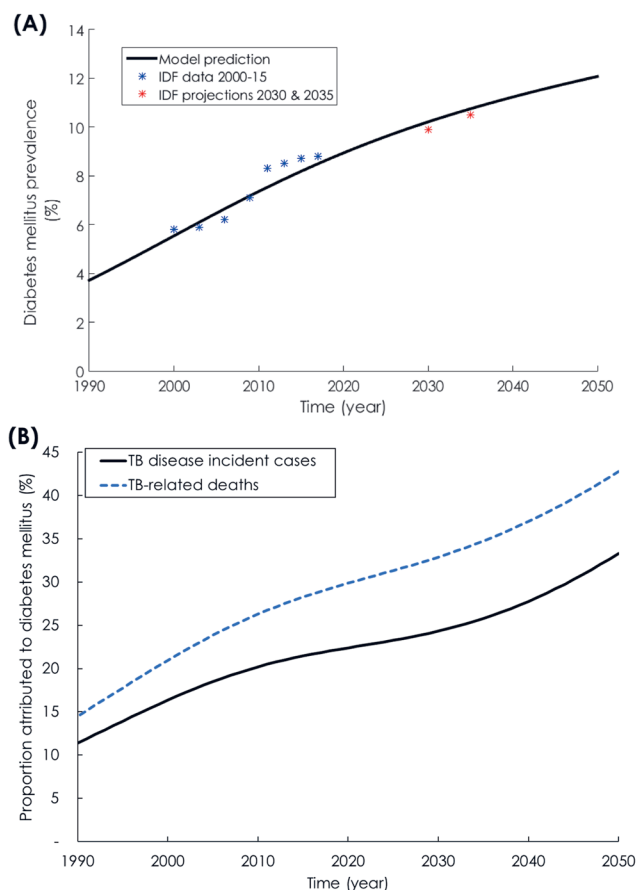 (A)
14
12
10
8
6
4
2
0
Diabetes mellitus prevalence
(%)
Model prediction
IDF data 2000-15
IDF projections 2030 & 2035
1990 2000 2010 2020 2030 2040 2050
Time (year)
(B)
45
40
35
30
25
20
15
10
5
-
Proportion atrributed to diabetes mellitus (%)
TB disease incident cases
TB-related deaths
1990 2000 2010 2020 2030 2040 2050
Time (year)